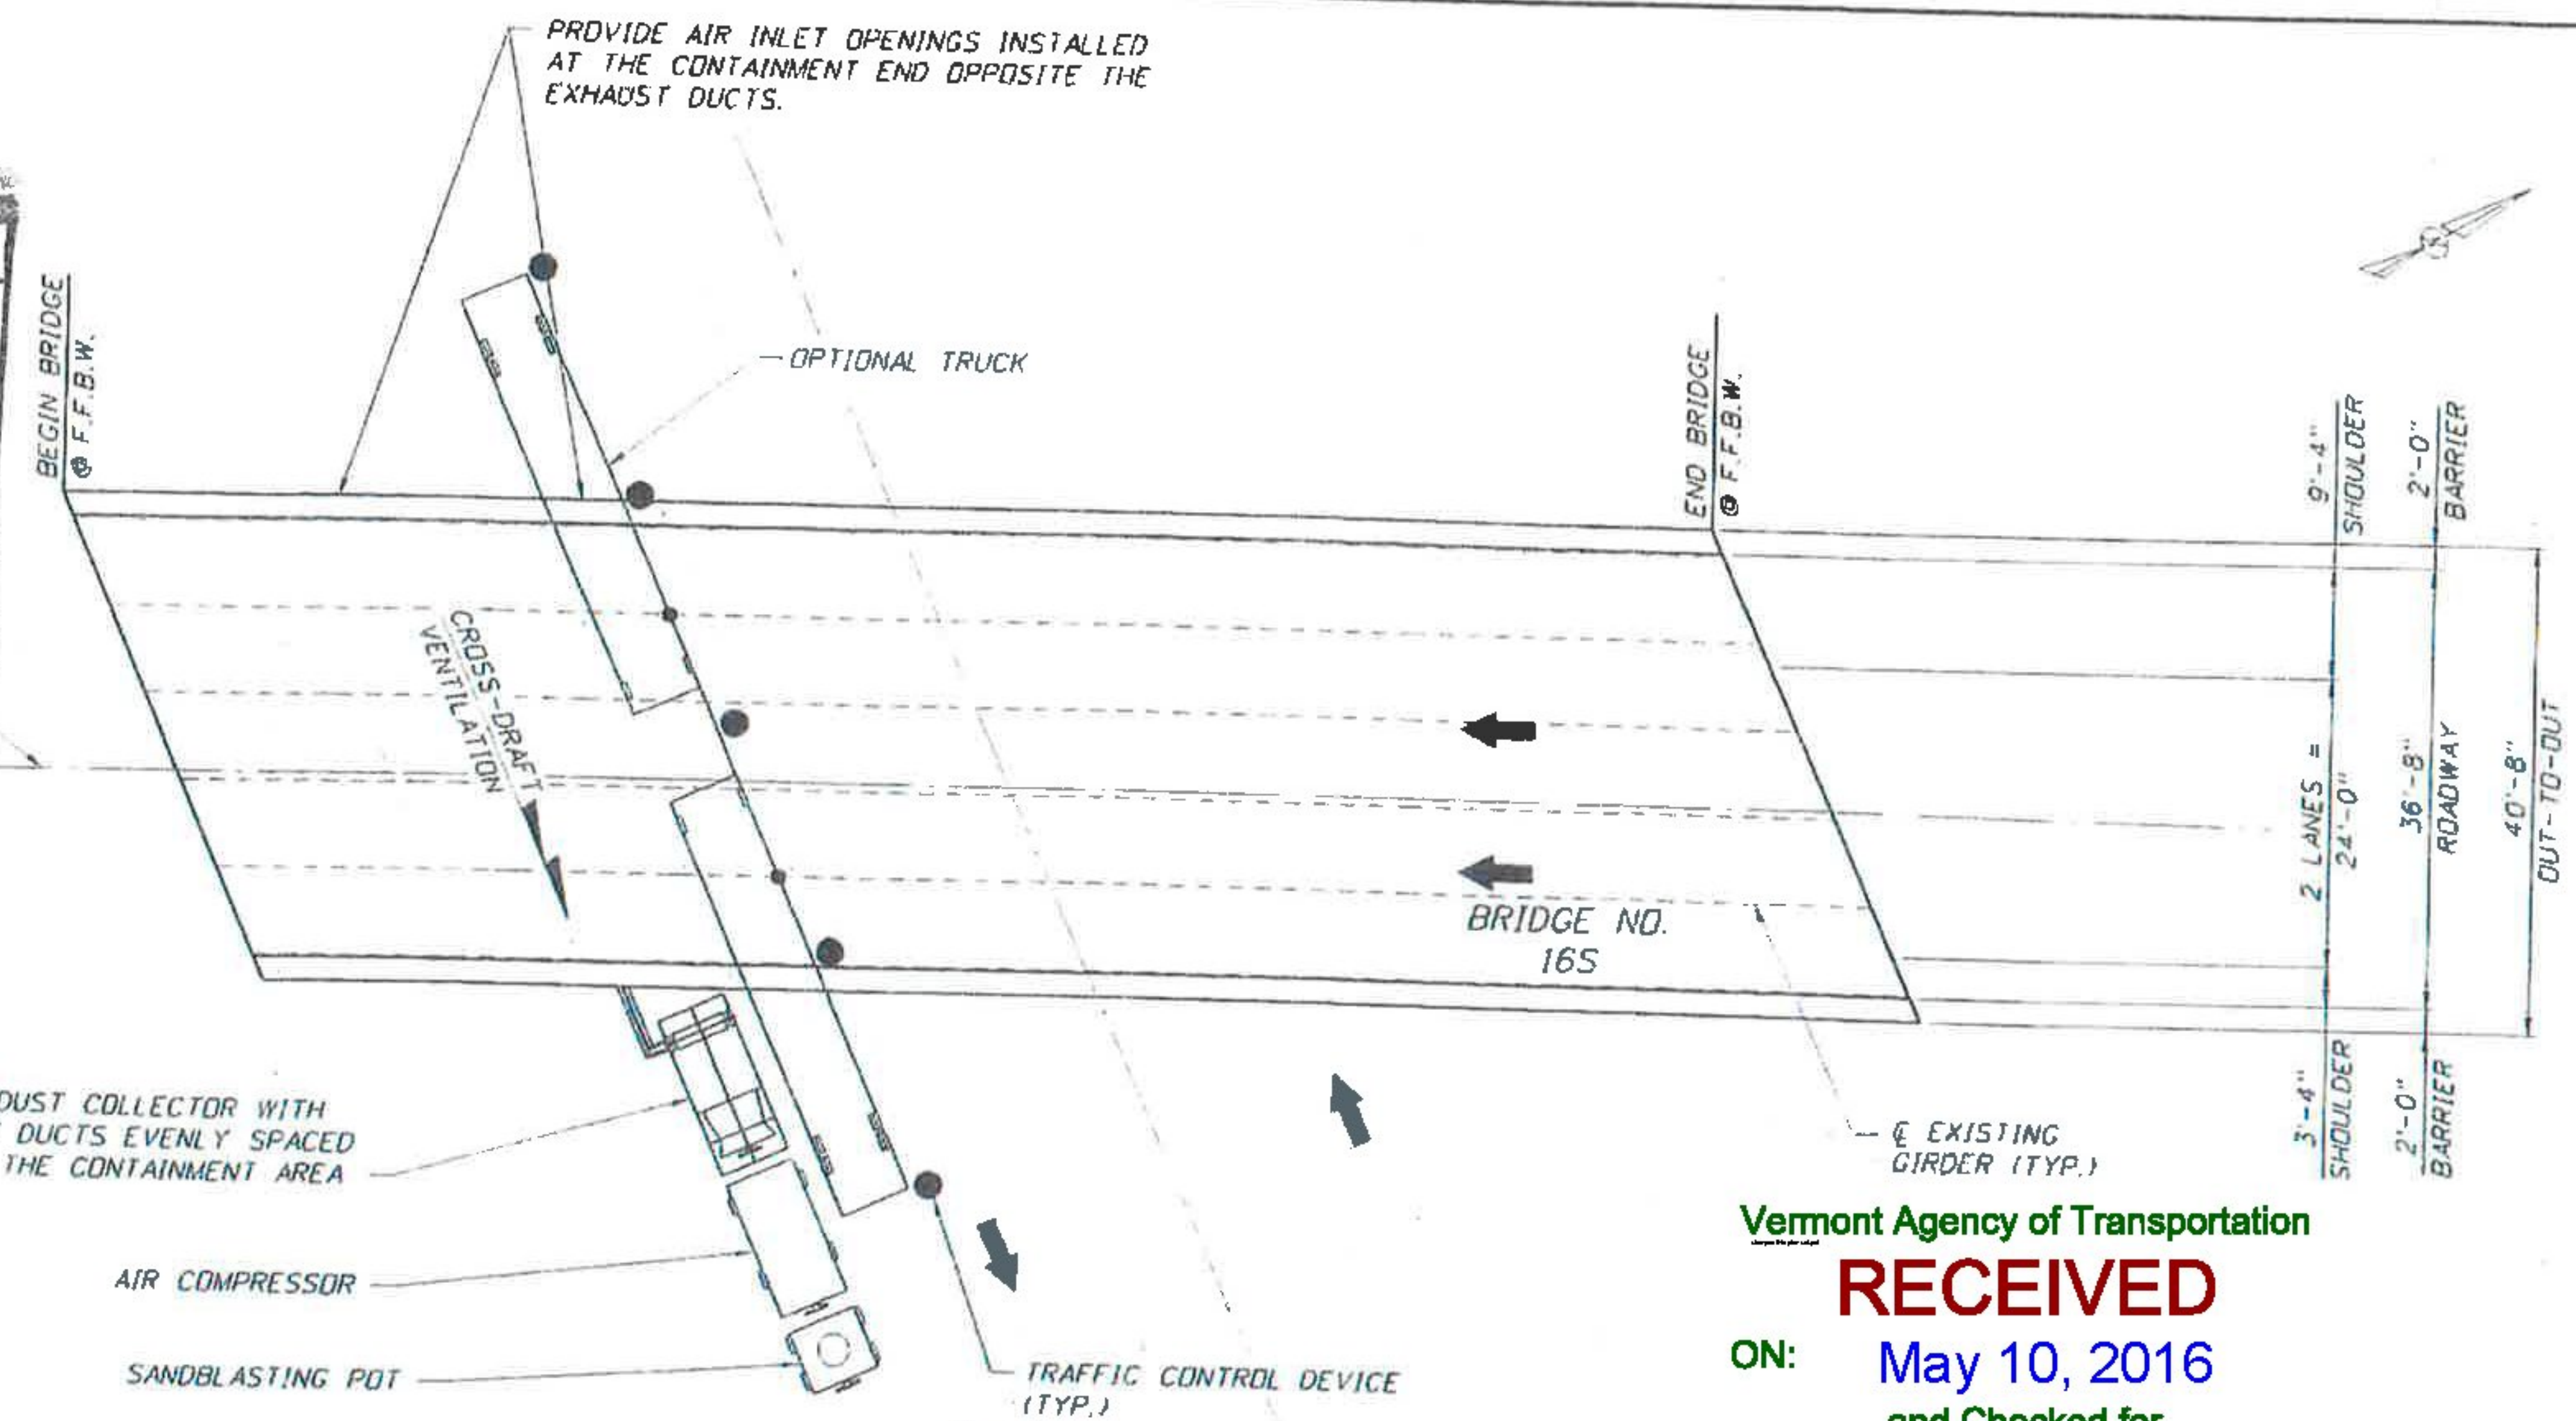 PROVIDE AIR INLET OPENINGS INSTALLED
AT THE CONTAINMENT END OPPOSITE THE
EXHAUST DUCTS.
BEGIN BRIDGE
@ F.F.B.W.
OPTIONAL TRUCK
END BRIDGE
@ F.F.B.W.
9'-4"
SHOULDER
2'-0"
BARRIER
CROSS-DRAFT
VENTILATION
2 LANES =
24'-0"
36'-8"
ROADWAY
40'-8"
OUT-TO-OUT
BRIDGE NO.
16S
3'-4"
SHOULDER
2'-0"
BARRIER
DUST COLLECTOR WITH
DUCTS EVENLY SPACED
THE CONTAINMENT AREA
℄ EXISTING
GIRDER (TYP.)
AIR COMPRESSOR
SANDBLASTING POT
TRAFFIC CONTROL DEVICE
(TYP.)
Vermont Agency of Transportation
RECEIVED
ON: May 10, 2016
and Checked for